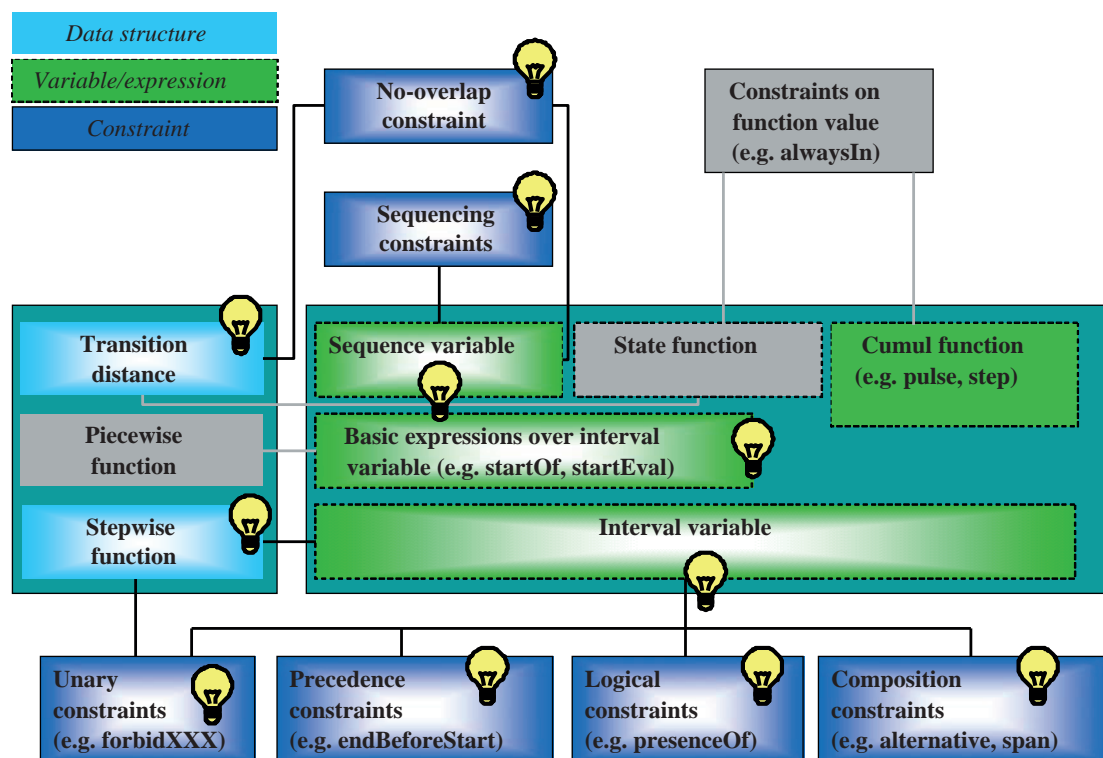 Data structure
Variable/expression
Constraint
No-overlap
constraint
Constraints on
function value
(e.g. alwaysIn)
Sequencing
constraints
Transition
distance
Sequence variable
State function
Cumul function
(e.g. pulse, step)
Piecewise
function
Basic expressions over interval
variable (e.g. startOf, startEval)
Stepwise
function
Interval variable
Unary
constraints
(e.g. forbidXXX)
Precedence
constraints
(e.g. endBeforeStart)
Logical
constraints
(e.g. presenceOf)
Composition
constraints
(e.g. alternative, span)